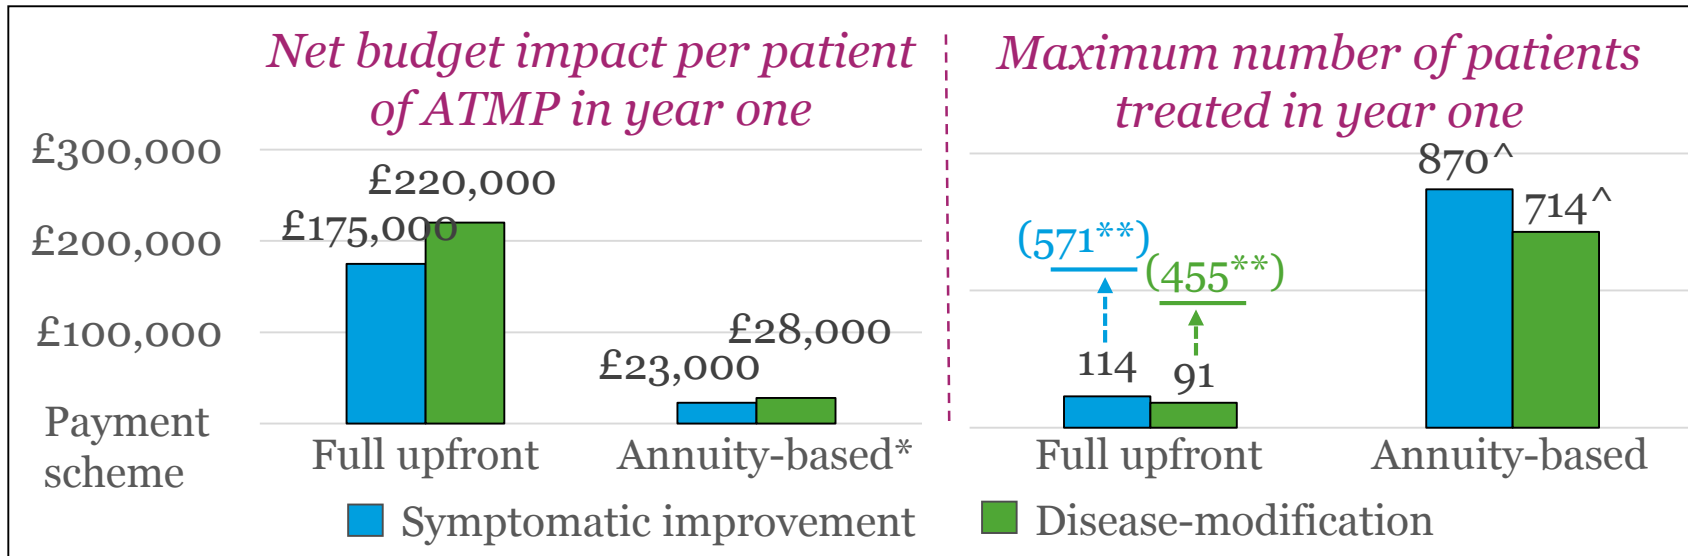 Net budget impact per patient
of ATMP in year one
£300,000
£200,000
£100,000
£175,000
£220,000
£23,000
£28,000
Payment
scheme
Full upfront
Annuity-based*
Maximum number of patients
treated in year one
(571**)
(455**)
114
91
870^
714^
Full upfront
Annuity-based
Symptomatic improvement
Disease-modification